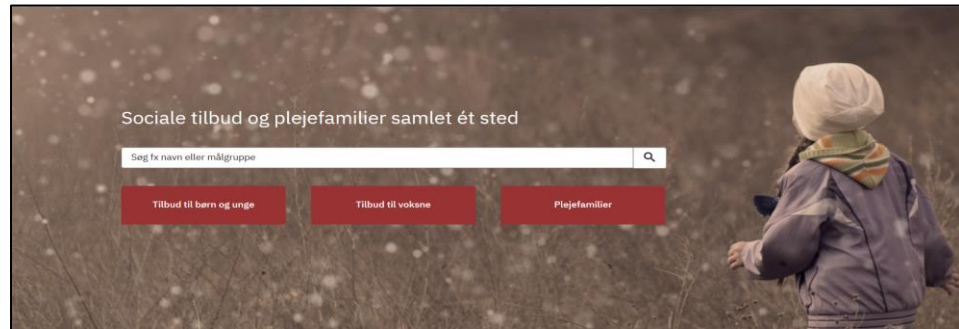 Sociale tilbud og plejefamilier samlet ét sted
Søg fx navn eller målgruppe
Tilbud til børn og unge
Tilbud til voksne
Plejefamilier